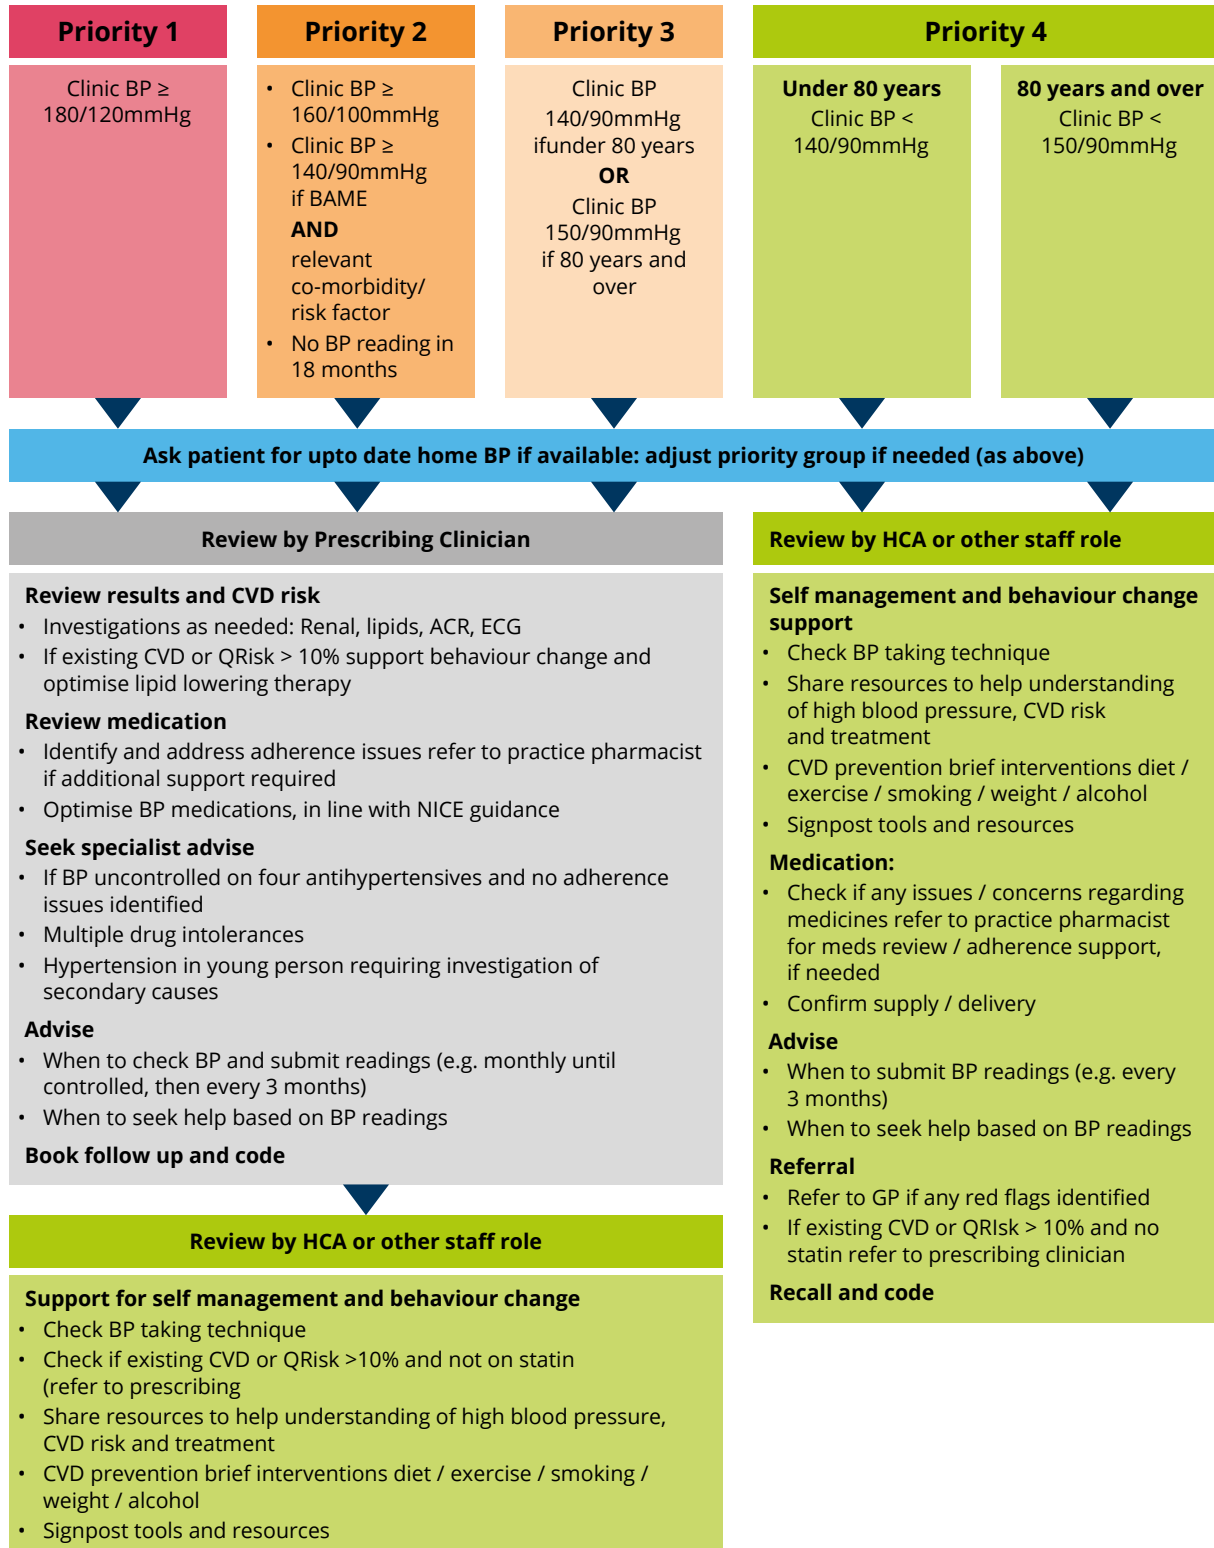 Priority 1
Clinic BP ≥
180/120mmHg
Priority 2
• Clinic BP ≥
160/100mmHg
• Clinic BP ≥
140/90mmHg
if BAME
AND
relevant
co-morbidity/
risk factor
• No BP reading in
18 months
Priority 3
Clinic BP
140/90mmHg
ifunder 80 years
OR
Clinic BP
150/90mmHg
if 80 years and
over
Priority 4
Under 80 years
Clinic BP <
140/90mmHg
80 years and over
Clinic BP <
150/90mmHg
Ask patient for upto date home BP if available: adjust priority group if needed (as above)
Review by Prescribing Clinician
Review results and CVD risk
• Investigations as needed: Renal, lipids, ACR, ECG
• If existing CVD or QRisk > 10% support behaviour change and
optimise lipid lowering therapy
Review medication
• Identify and address adherence issues refer to practice pharmacist
if additional support required
• Optimise BP medications, in line with NICE guidance
Seek specialist advise
• If BP uncontrolled on four antihypertensives and no adherence
issues identified
• Multiple drug intolerances
• Hypertension in young person requiring investigation of
secondary causes
Advise
• When to check BP and submit readings (e.g. monthly until
controlled, then every 3 months)
• When to seek help based on BP readings
Book follow up and code
Review by HCA or other staff role
Support for self management and behaviour change
• Check BP taking technique
• Check if existing CVD or QRisk >10% and not on statin
(refer to prescribing
• Share resources to help understanding of high blood pressure,
CVD risk and treatment
• CVD prevention brief interventions diet / exercise / smoking /
weight / alcohol
• Signpost tools and resources
Review by HCA or other staff role
Self management and behaviour change
support
• Check BP taking technique
• Share resources to help understanding
of high blood pressure, CVD risk
and treatment
• CVD prevention brief interventions diet /
exercise / smoking / weight / alcohol
• Signpost tools and resources
Medication:
• Check if any issues / concerns regarding
medicines refer to practice pharmacist
for meds review / adherence support,
if needed
• Confirm supply / delivery
Advise
• When to submit BP readings (e.g. every
3 months)
• When to seek help based on BP readings
Referral
• Refer to GP if any red flags identified
• If existing CVD or QRIsk > 10% and no
statin refer to prescribing clinician
Recall and code